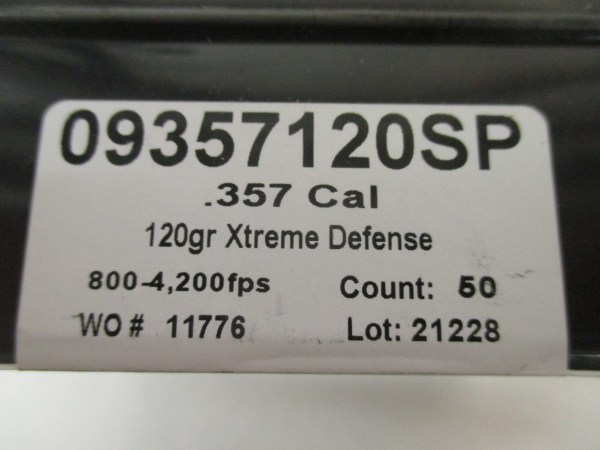 09357120SP
.357 Cal
120gr Xtreme Defense
800-4,200fps Count: 50
WO # 11776 Lot: 21228